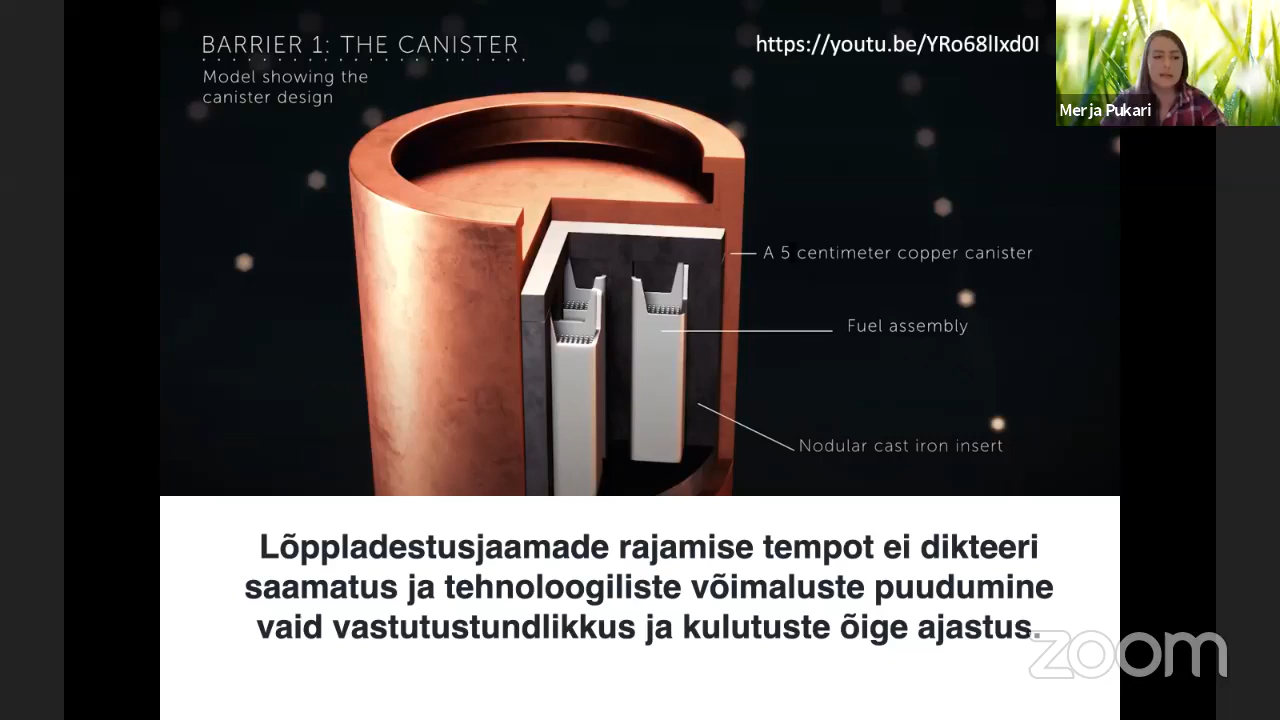 BARRIER 1: THE CANISTER
Model showing the
canister design
https://youtu.be/YRo68lIxd0I
Merja Pukari
A 5 centimeter copper canister
Fuel assembly
Nodular cast iron insert
Lõppladestusjaamade rajamise tempot ei dikteeri
saamatus ja tehnoloogiliste võimaluste puudumine
vaid vastutustundlikkus ja kulutuste õige ajastus.
zoom